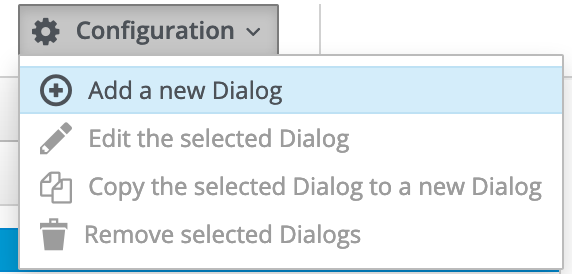 Configuration
Add a new Dialog
Edit the selected Dialog
Copy the selected Dialog to a new Dialog
Remove selected Dialogs